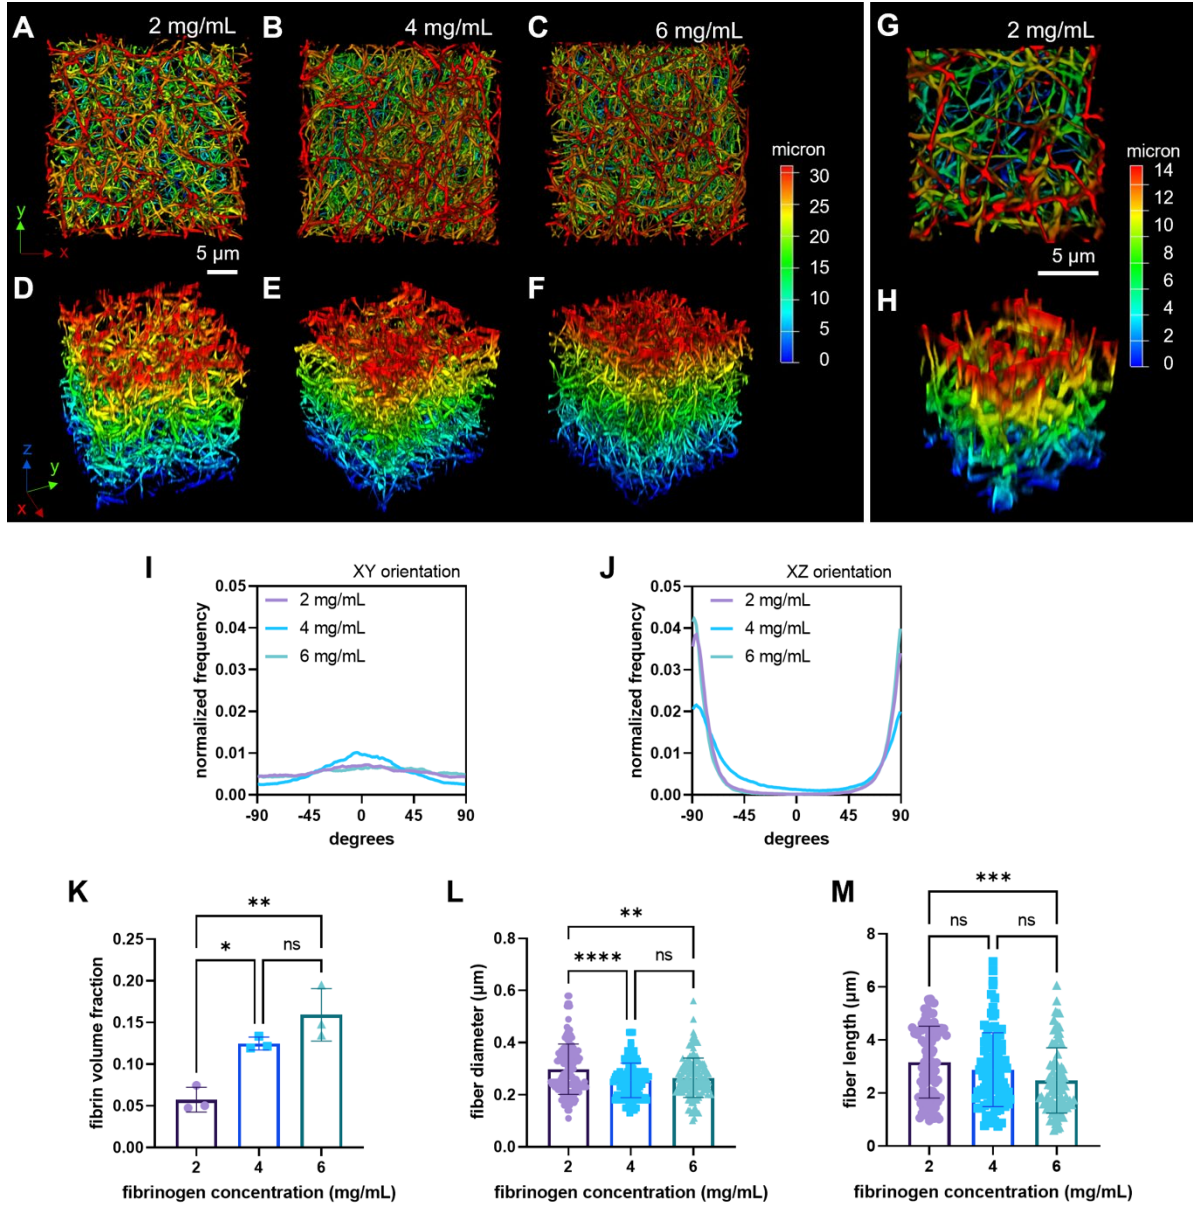 A 2 mg/mL B 4 mg/mL C 6 mg/mL G 2 mg/mL
micron
30
25
20
15
10
5
0
micron
14
12
10
8
6
4
2
0
y
x
5 µm
5 µm
D E F H
z
y
x
I XY orientation
0.05
0.04
0.03
0.02
0.01
0.00
normalized frequency
2 mg/mL
4 mg/mL
6 mg/mL
-90 -45 0 45 90
degrees
J XZ orientation
0.05
0.04
0.03
0.02
0.01
0.00
normalized frequency
2 mg/mL
4 mg/mL
6 mg/mL
-90 -45 0 45 90
degrees
K
**
* ns
0.25
0.20
0.15
0.10
0.05
0.00
fibrin volume fraction
2 4 6
fibrinogen concentration (mg/mL)
L
**
**** ns
0.8
0.6
0.4
0.2
0.0
fiber diameter (µm)
2 4 6
fibrinogen concentration (mg/mL)
M
***
ns ns
8
6
4
2
0
fiber length (µm)
2 4 6
fibrinogen concentration (mg/mL)